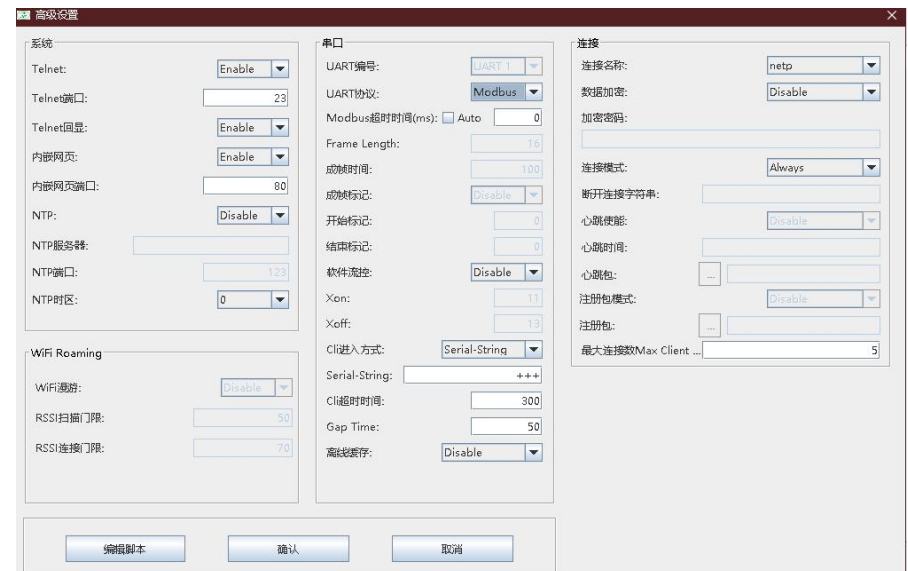 高级设置
系统
Telnet: Enable
Telnet端口: 23
Telnet回显: Enable
内嵌网页: Enable
内嵌网页端口: 80
NTP: Disable
NTP服务器:
NTP端口: 123
NTP时区: 0
WiFi Roaming
WiFi漫游: Disable
RSSI扫描门限: 50
RSSI连接门限: 70
串口
UART编号: UART 1
UART协议: Modbus
Modbus超时时间(ms): Auto 0
Frame Length: 16
成帧时间: 100
成帧标记: Disable
开始标记: 0
结束标记: 0
软件流控: Disable
Xon: 11
Xoff: 13
Cli进入方式: Serial-String
Serial-String: +++
Cli超时时间: 300
Gap Time: 50
离线缓存: Disable
连接
连接名称: netp
数据加密: Disable
加密密码:
连接模式: Always
断开连接字符串:
心跳使能: Disable
心跳时间:
心跳包: ...
注册包模式: Disable
注册包: ...
最大连接数Max Client ... 5
编辑脚本 确认 取消